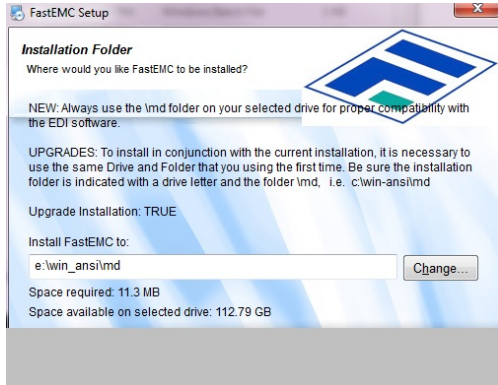 FastEMC Setup
Installation Folder
Where would you like FastEMC to be installed?
NEW: Always use the \md folder on your selected drive for proper compatibility with
the EDI software.
UPGRADES: To install in conjunction with the current installation, it is necessary to
use the same Drive and Folder that you using the first time. Be sure the installation
folder is indicated with a drive letter and the folder \md, i.e. c:\win-ansi\md
Upgrade Installation: TRUE
Install FastEMC to:
e:\win_ansi\md
Change...
Space required: 11.3 MB
Space available on selected drive: 112.79 GB